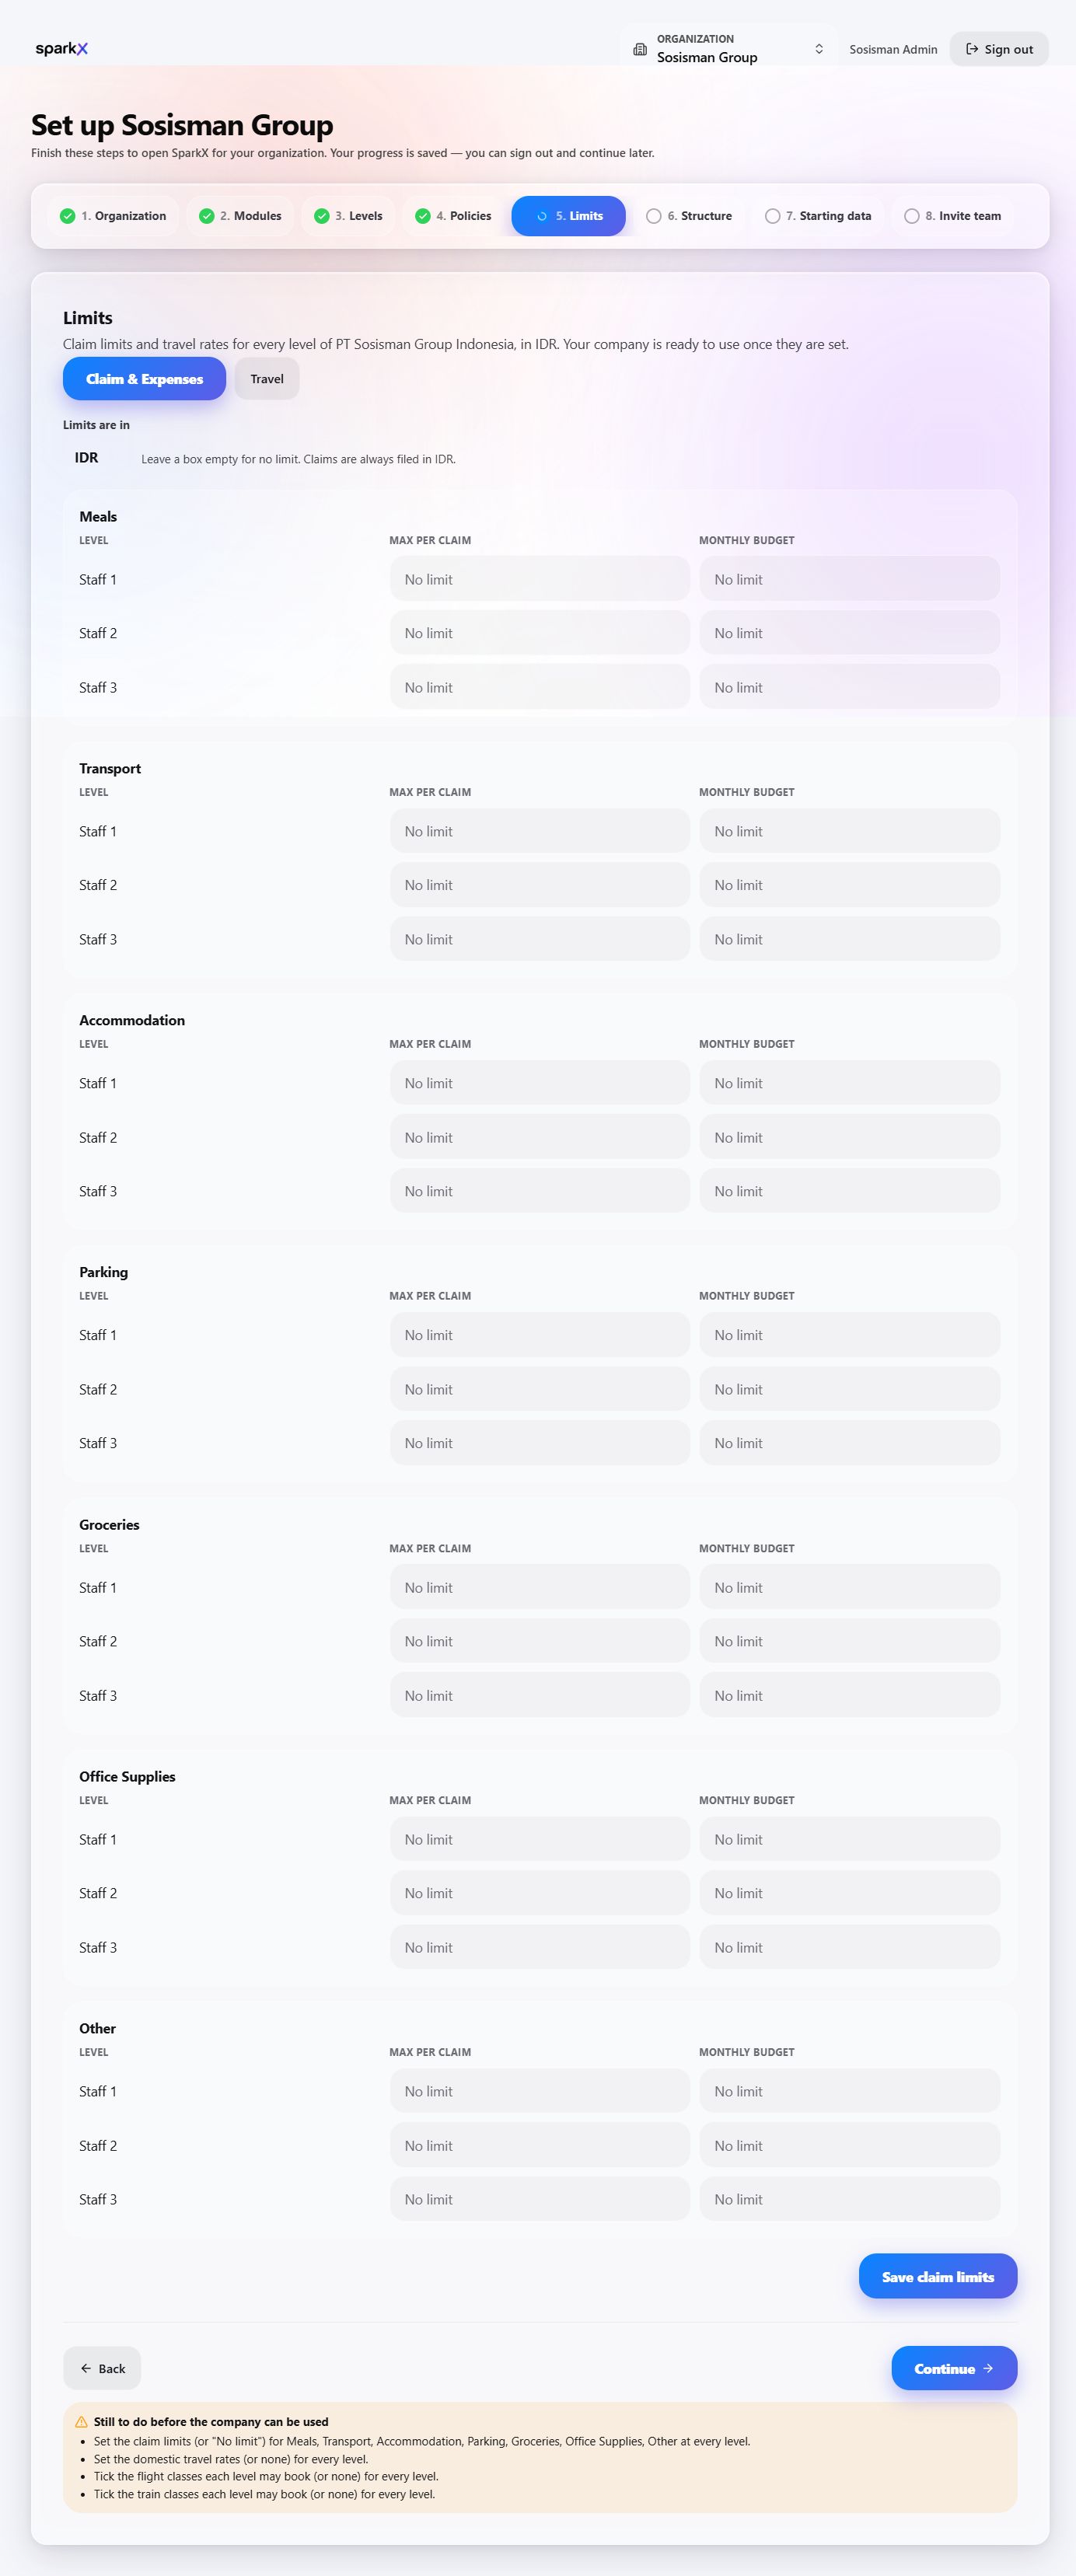 sparkX
ORGANIZATION
Sosisman Group
Sosisman Admin
Sign out
Set up Sosisman Group
Finish these steps to open SparkX for your organization. Your progress is saved — you can sign out and continue later.
1. Organization
2. Modules
3. Levels
4. Policies
5. Limits
6. Structure
7. Starting data
8. Invite team
Limits
Claim limits and travel rates for every level of PT Sosisman Group Indonesia, in IDR. Your company is ready to use once they are set.
Claim & Expenses
Travel
Limits are in
IDR
Leave a box empty for no limit. Claims are always filed in IDR.
Meals
LEVEL MAX PER CLAIM MONTHLY BUDGET
Staff 1 No limit No limit
Staff 2 No limit No limit
Staff 3 No limit No limit
Transport
LEVEL MAX PER CLAIM MONTHLY BUDGET
Staff 1 No limit No limit
Staff 2 No limit No limit
Staff 3 No limit No limit
Accommodation
LEVEL MAX PER CLAIM MONTHLY BUDGET
Staff 1 No limit No limit
Staff 2 No limit No limit
Staff 3 No limit No limit
Parking
LEVEL MAX PER CLAIM MONTHLY BUDGET
Staff 1 No limit No limit
Staff 2 No limit No limit
Staff 3 No limit No limit
Groceries
LEVEL MAX PER CLAIM MONTHLY BUDGET
Staff 1 No limit No limit
Staff 2 No limit No limit
Staff 3 No limit No limit
Office Supplies
LEVEL MAX PER CLAIM MONTHLY BUDGET
Staff 1 No limit No limit
Staff 2 No limit No limit
Staff 3 No limit No limit
Other
LEVEL MAX PER CLAIM MONTHLY BUDGET
Staff 1 No limit No limit
Staff 2 No limit No limit
Staff 3 No limit No limit
Save claim limits
Back
Continue
Still to do before the company can be used
• Set the claim limits (or "No limit") for Meals, Transport, Accommodation, Parking, Groceries, Office Supplies, Other at every level.
• Set the domestic travel rates (or none) for every level.
• Tick the flight classes each level may book (or none) for every level.
• Tick the train classes each level may book (or none) for every level.